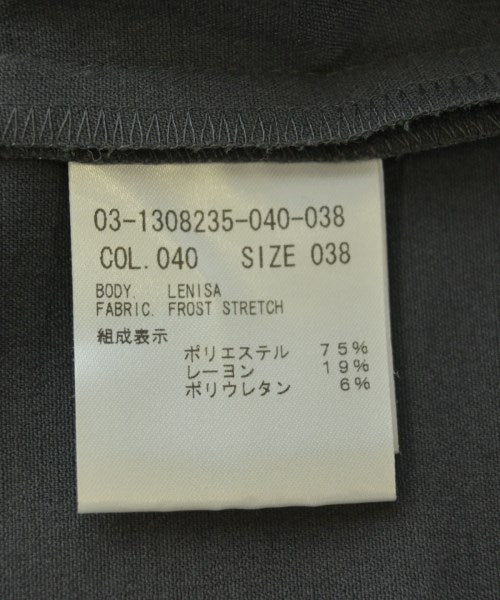 03-1308235-040-038
COL. 040 SIZE 038
BODY. LENISA
FABRIC. FROST STRETCH
組成表示
ポリエステル 75%
レーヨン 19%
ポリウレタン 6%